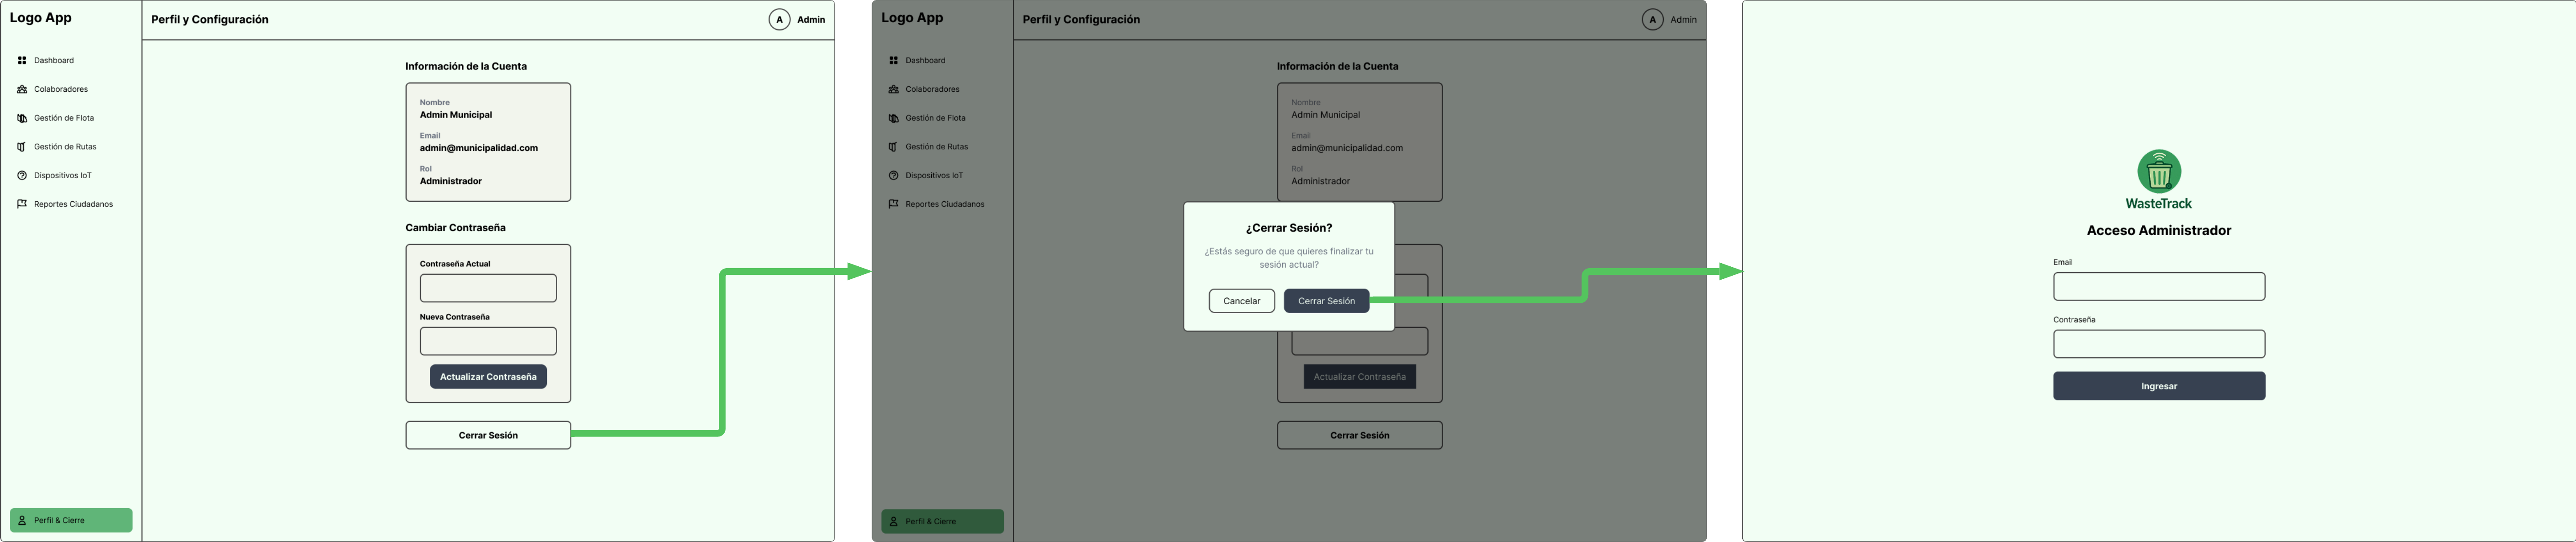 Logo App
Perfil y Configuración
A
Admin
Dashboard
Colaboradores
Gestión de Flota
Gestión de Rutas
Dispositivos IoT
Reportes Ciudadanos
Perfil & Cierre
Información de la Cuenta
Nombre
Admin Municipal
Email
admin@municipalidad.com
Rol
Administrador
Cambiar Contraseña
Contraseña Actual
Nueva Contraseña
Actualizar Contraseña
Cerrar Sesión
Logo App
Perfil y Configuración
A
Admin
Dashboard
Colaboradores
Gestión de Flota
Gestión de Rutas
Dispositivos IoT
Reportes Ciudadanos
Perfil & Cierre
Información de la Cuenta
Nombre
Admin Municipal
Email
admin@municipalidad.com
Rol
Administrador
¿Cerrar Sesión?
¿Estás seguro de que quieres finalizar tu
sesión actual?
Cancelar
Cerrar Sesión
Actualizar Contraseña
Cerrar Sesión
WasteTrack
Acceso Administrador
Email
Contraseña
Ingresar